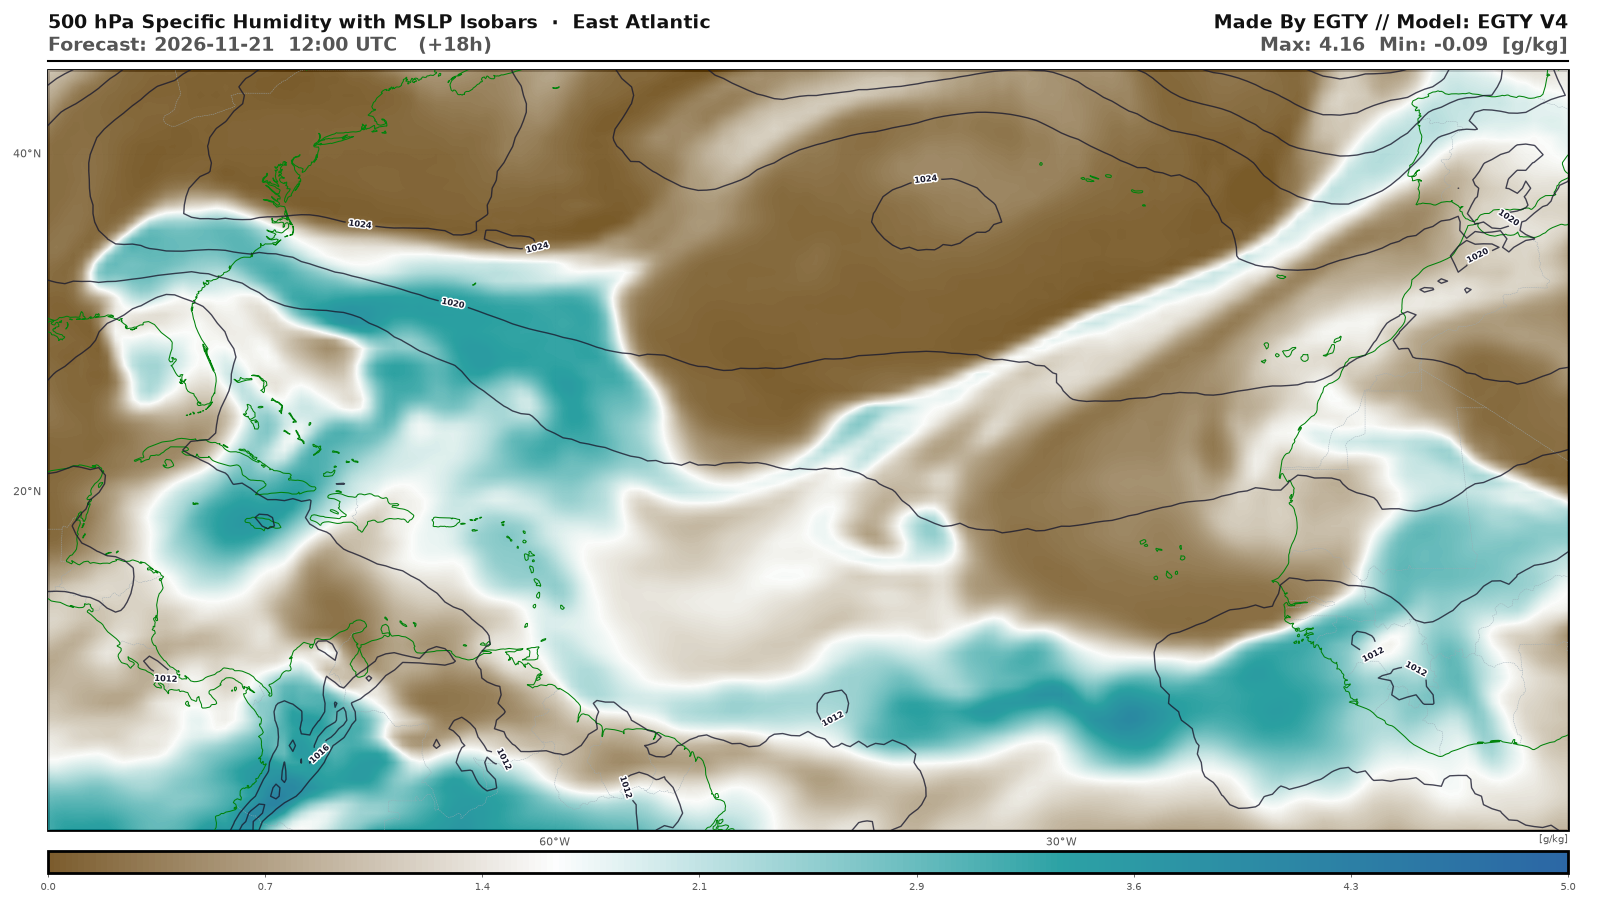 500 hPa Specific Humidity with MSLP Isobars · East Atlantic
Made By EGTY // Model: EGTY V4
Forecast: 2026-11-21 12:00 UTC (+18h)
Max: 4.16 Min: -0.09 [g/kg]
40°N
1024
1020
1024
1024
1020
1020
20°N
1012
1012
1012
1012
1016
1012
1012
60°W
30°W
[g/kg]
0.0
0.7
1.4
2.1
2.9
3.6
4.3
5.0